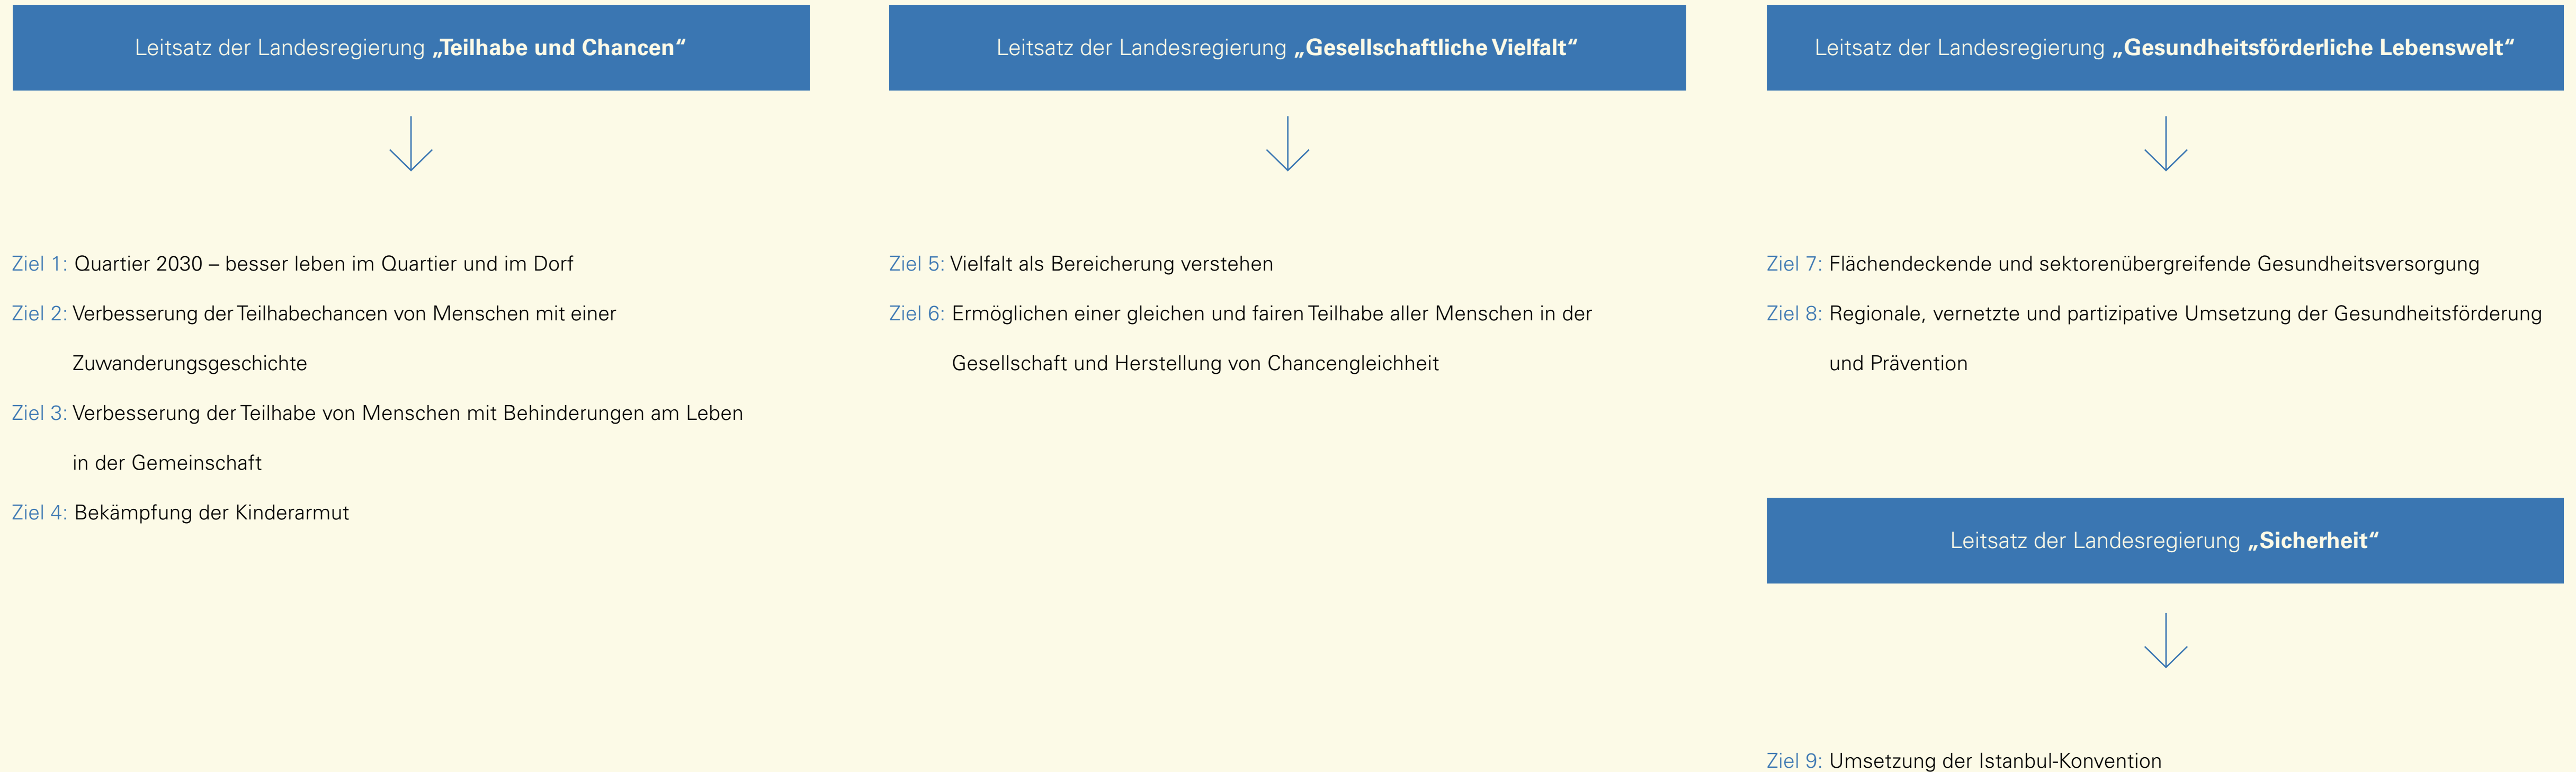 Leitsatz der Landesregierung „Teilhabe und Chancen“
Ziel 1: Quartier 2030 – besser leben im Quartier und im Dorf
Ziel 2: Verbesserung der Teilhabechancen von Menschen mit einer
Zuwanderungsgeschichte
Ziel 3: Verbesserung der Teilhabe von Menschen mit Behinderungen am Leben
in der Gemeinschaft
Ziel 4: Bekämpfung der Kinderarmut
Leitsatz der Landesregierung „Gesellschaftliche Vielfalt“
Ziel 5: Vielfalt als Bereicherung verstehen
Ziel 6: Ermöglichen einer gleichen und fairen Teilhabe aller Menschen in der
Gesellschaft und Herstellung von Chancengleichheit
Leitsatz der Landesregierung „Gesundheitsförderliche Lebenswelt“
Ziel 7: Flächendeckende und sektorenübergreifende Gesundheitsversorgung
Ziel 8: Regionale, vernetzte und partizipative Umsetzung der Gesundheitsförderung
und Prävention
Leitsatz der Landesregierung „Sicherheit“
Ziel 9: Umsetzung der Istanbul-Konvention